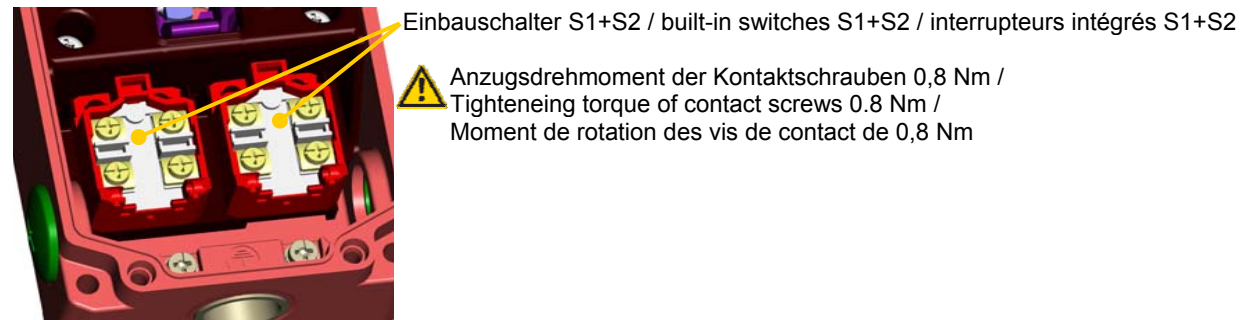 Einbauschalter S1+S2 / built-in switches S1+S2 / interrupteurs intégrés S1+S2
Anzugsdrehmoment der Kontaktschrauben 0,8 Nm /
Tighteneing torque of contact screws 0.8 Nm /
Moment de rotation des vis de contact de 0,8 Nm